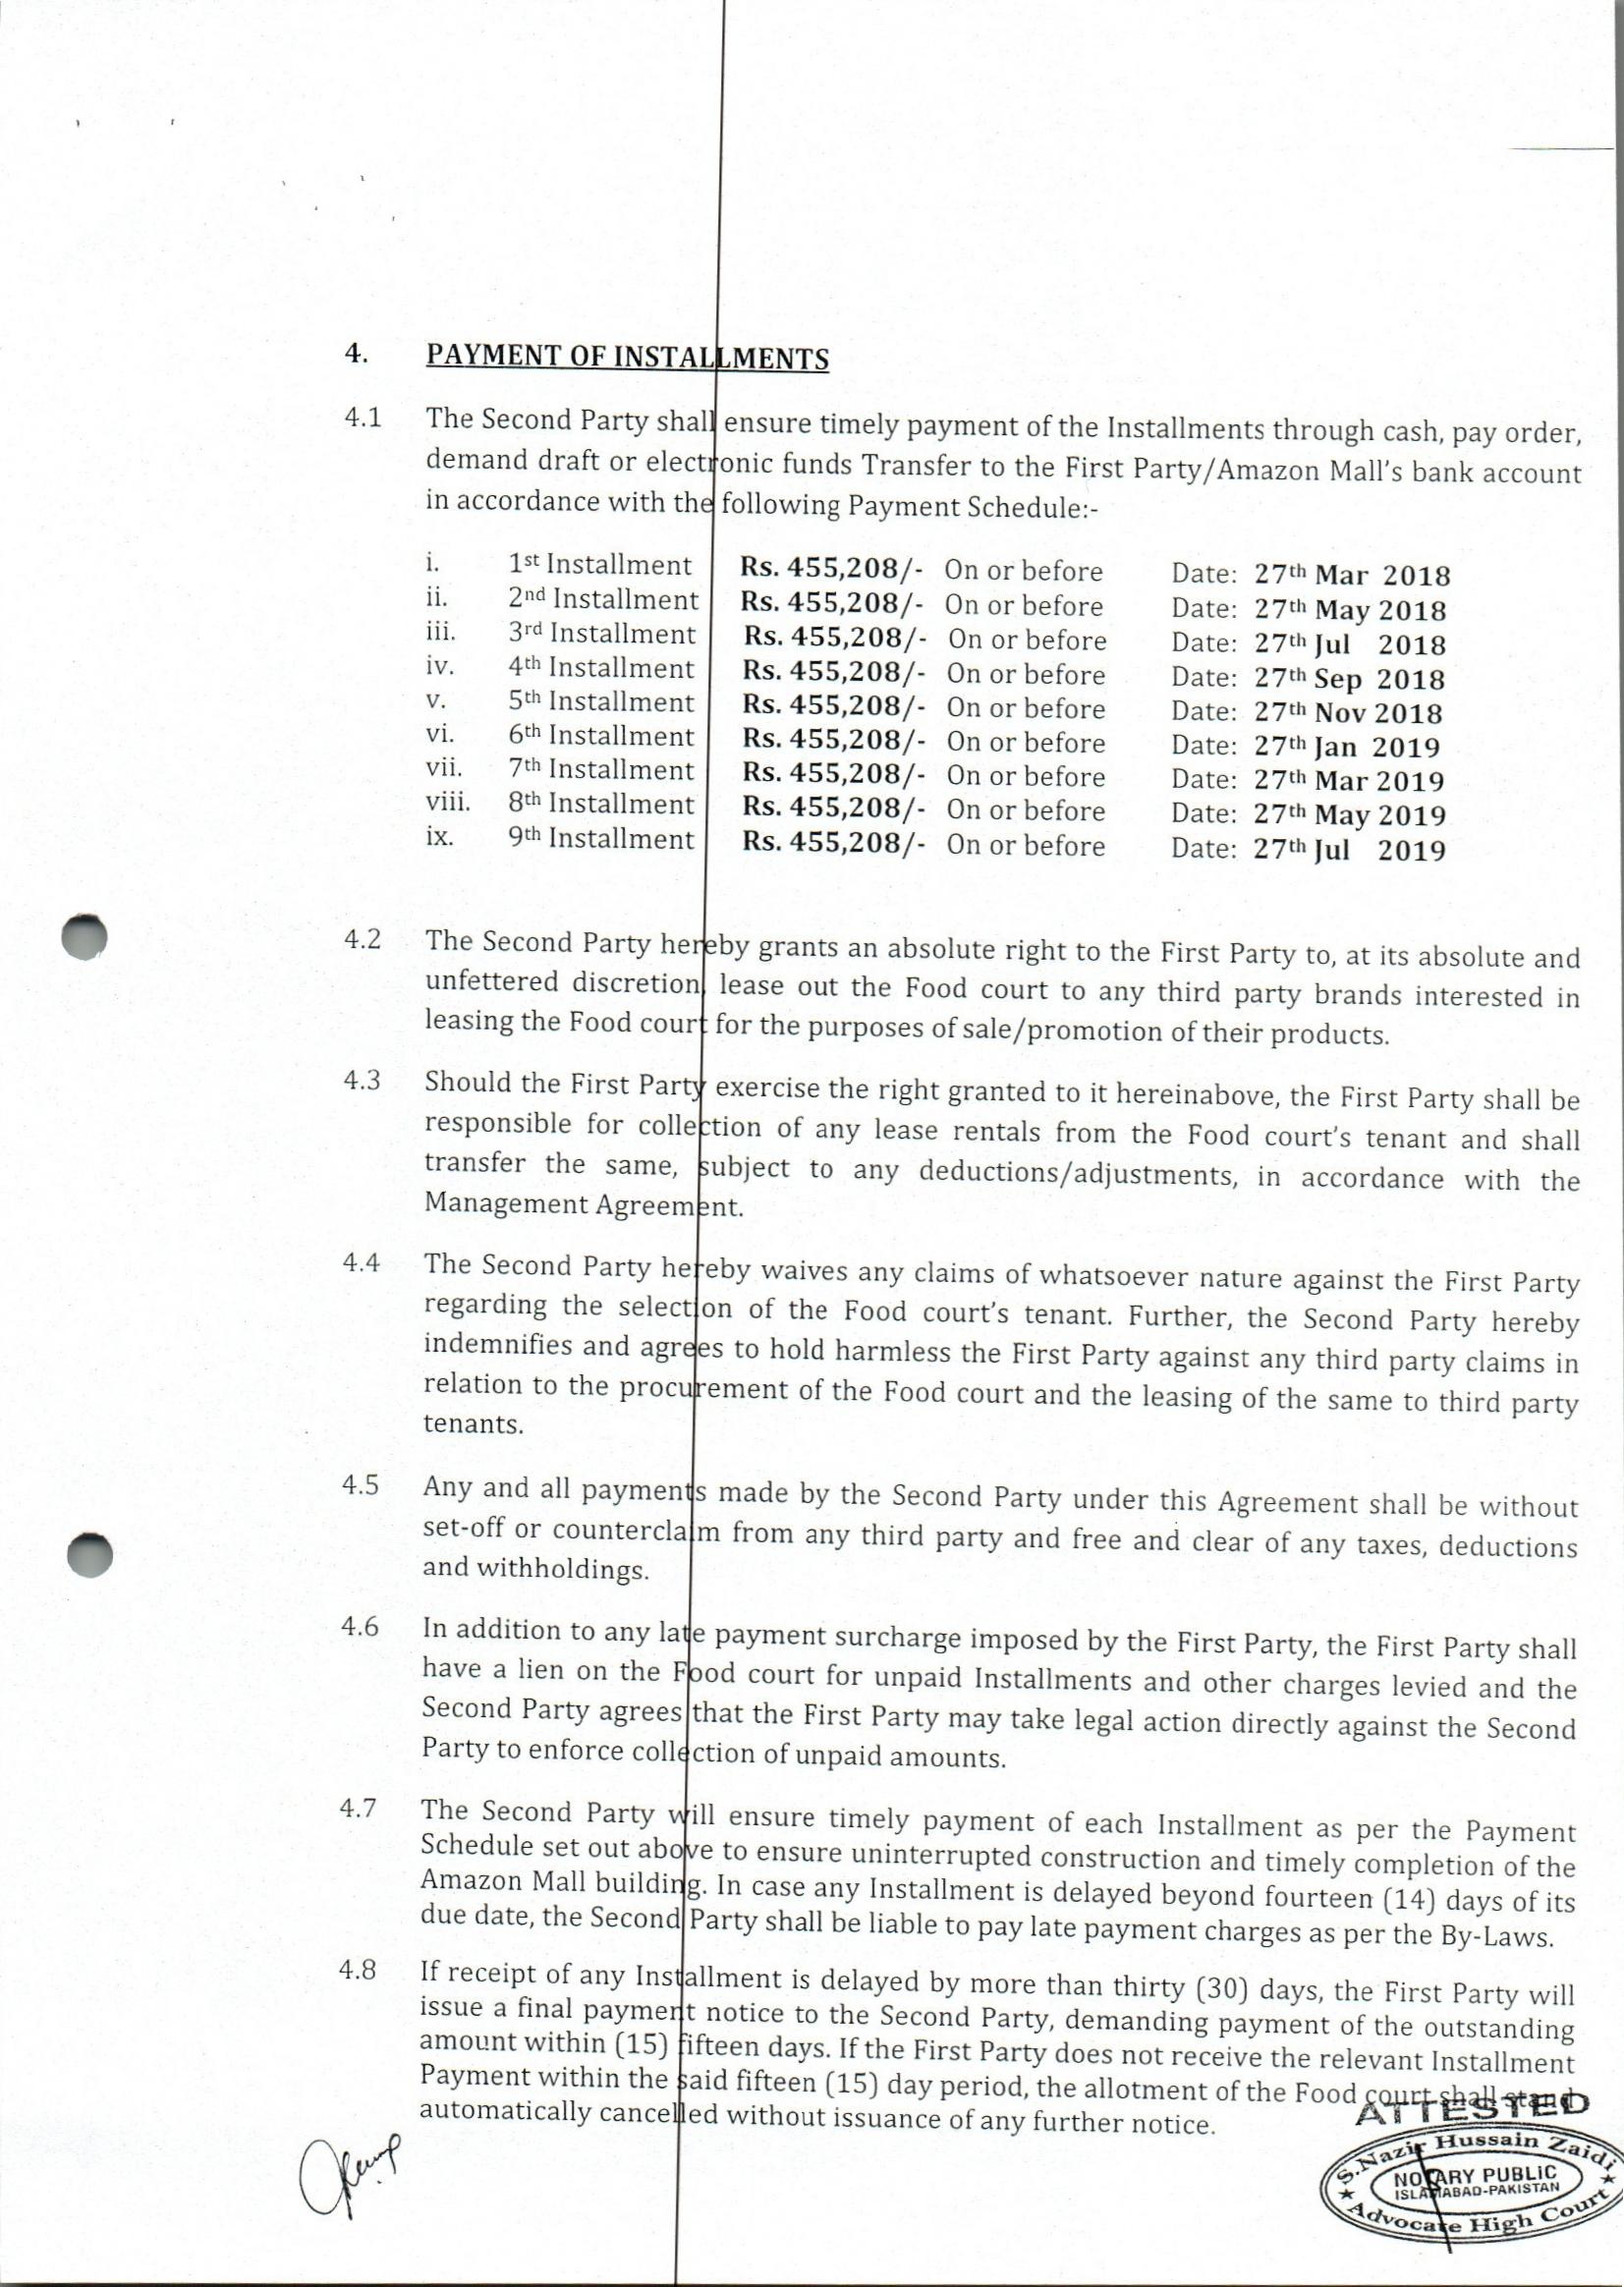 4. PAYMENT OF INSTALLMENTS
4.1 The Second Party shall ensure timely payment of the Installments through cash, pay order,
demand draft or electronic funds Transfer to the First Party/Amazon Mall's bank account
in accordance with the following Payment Schedule:-
i. 1st Installment Rs. 455,208/- On or before Date: 27th Mar 2018
ii. 2nd Installment Rs. 455,208/- On or before Date: 27th May 2018
iii. 3rd Installment Rs. 455,208/- On or before Date: 27th Jul 2018
iv. 4th Installment Rs. 455,208/- On or before Date: 27th Sep 2018
v. 5th Installment Rs. 455,208/- On or before Date: 27th Nov 2018
vi. 6th Installment Rs. 455,208/- On or before Date: 27th Jan 2019
vii. 7th Installment Rs. 455,208/- On or before Date: 27th Mar 2019
viii. 8th Installment Rs. 455,208/- On or before Date: 27th May 2019
ix. 9th Installment Rs. 455,208/- On or before Date: 27th Jul 2019
4.2 The Second Party hereby grants an absolute right to the First Party to, at its absolute and
unfettered discretion, lease out the Food court to any third party brands interested in
leasing the Food court for the purposes of sale/promotion of their products.
4.3 Should the First Party exercise the right granted to it hereinabove, the First Party shall be
responsible for collection of any lease rentals from the Food court's tenant and shall
transfer the same, subject to any deductions/adjustments, in accordance with the
Management Agreement.
4.4 The Second Party hereby waives any claims of whatsoever nature against the First Party
regarding the selection of the Food court's tenant. Further, the Second Party hereby
indemnifies and agrees to hold harmless the First Party against any third party claims in
relation to the procurement of the Food court and the leasing of the same to third party
tenants.
4.5 Any and all payments made by the Second Party under this Agreement shall be without
set-off or counterclaim from any third party and free and clear of any taxes, deductions
and withholdings.
4.6 In addition to any late payment surcharge imposed by the First Party, the First Party shall
have a lien on the Food court for unpaid Installments and other charges levied and the
Second Party agrees that the First Party may take legal action directly against the Second
Party to enforce collection of unpaid amounts.
4.7 The Second Party will ensure timely payment of each Installment as per the Payment
Schedule set out above to ensure uninterrupted construction and timely completion of the
Amazon Mall building. In case any Installment is delayed beyond fourteen (14) days of its
due date, the Second Party shall be liable to pay late payment charges as per the By-Laws.
4.8 If receipt of any Installment is delayed by more than thirty (30) days, the First Party will
issue a final payment notice to the Second Party, demanding payment of the outstanding
amount within (15) fifteen days. If the First Party does not receive the relevant Installment
Payment within the said fifteen (15) day period, the allotment of the Food court shall stand
automatically cancelled without issuance of any further notice.
ATTESTED
S.Nazir Hussain Zaidi
NOTARY PUBLIC
ISLAMABAD-PAKISTAN
Advocate High Court